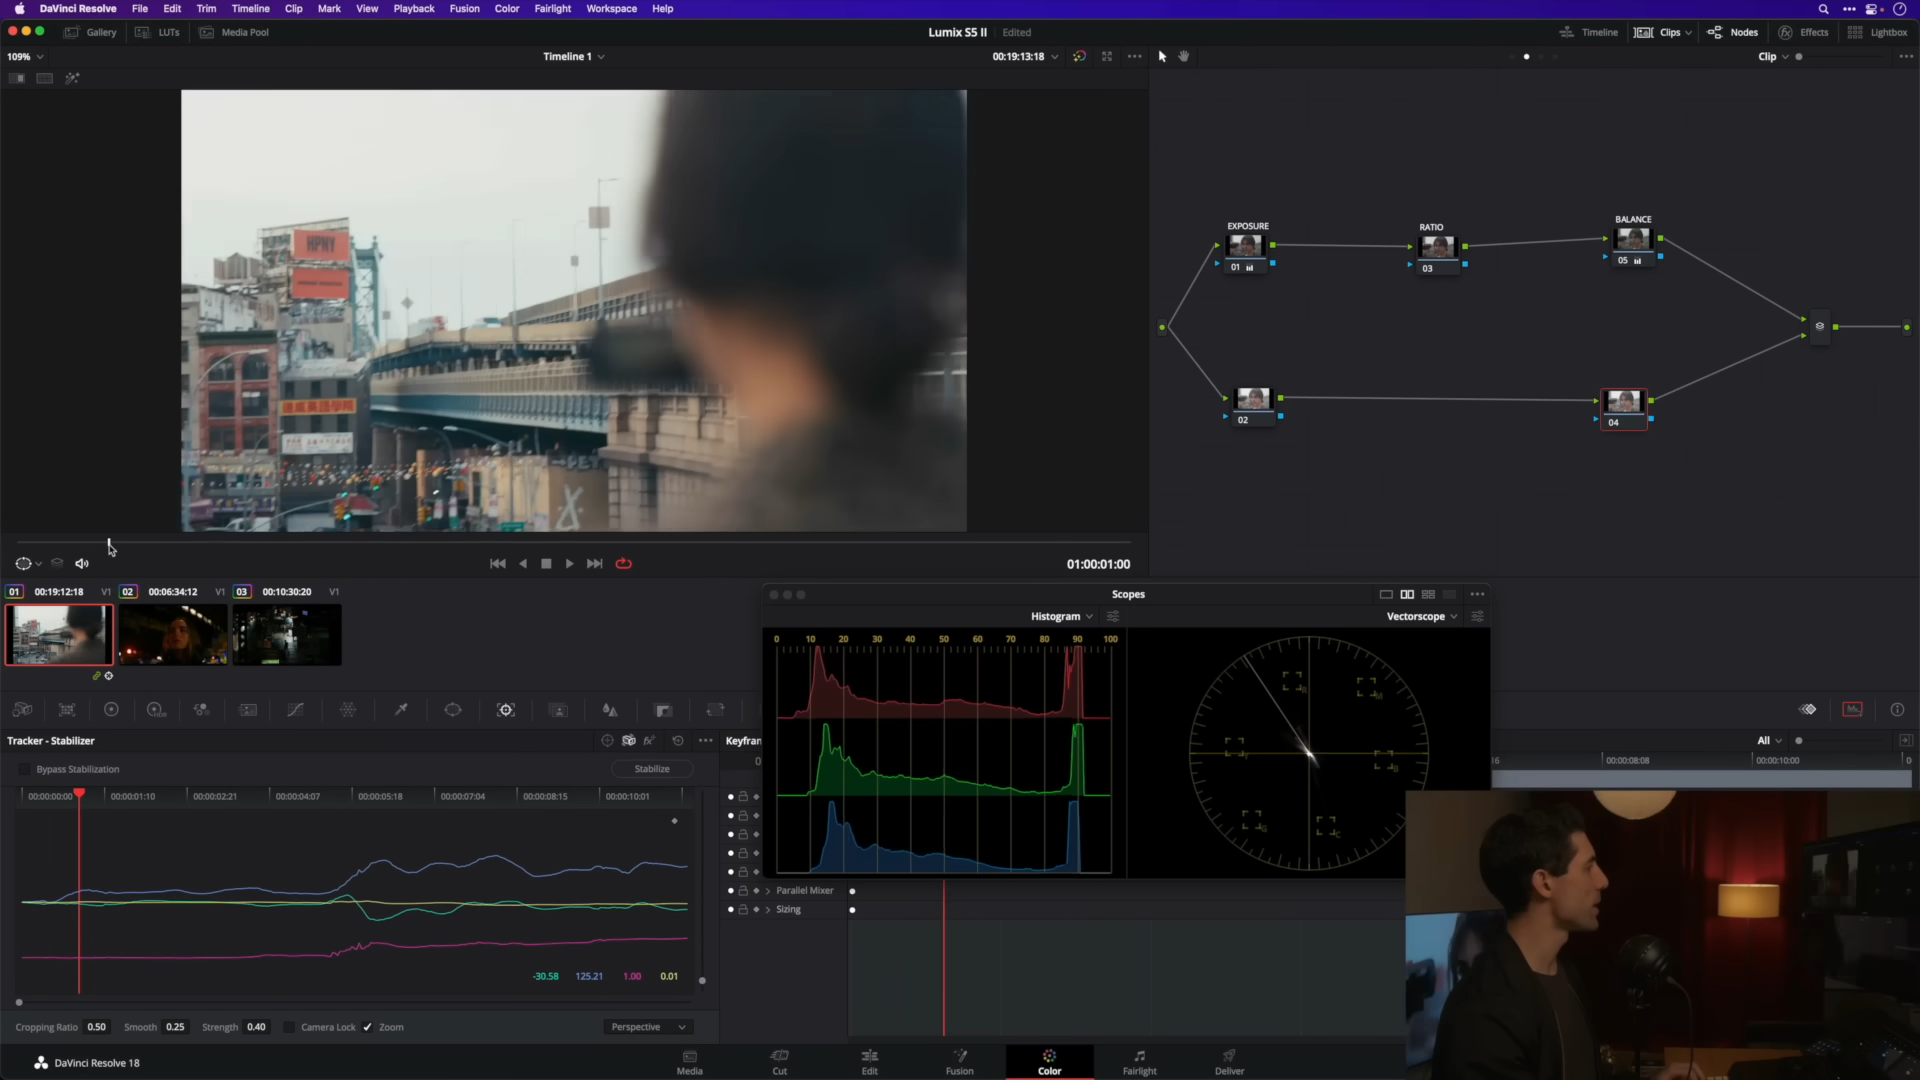 DaVinci Resolve File Edit Trim Timeline Clip Mark View Playback Fusion Color Fairlight Workspace Help
Gallery LUTs Media Pool Lumix S5 II Edited Timeline Clips Nodes Effects Lightbox
109% Timeline 1 00:19:13:18 Clip
HPNY
EXPOSURE
01
RATIO
03
BALANCE
05
02
04
01:00:01:00
01 00:19:12:18 V1 02 00:06:34:12 V1 03 00:10:30:20 V1
Scopes
Histogram Vectorscope
0 10 20 30 40 50 60 70 80 90 100
R M
Y B
G C
Tracker - Stabilizer Keyfram All
Bypass Stabilization Stabilize
16 00:00:08:08 00:00:10:00 0
00:00:00:00 00:00:01:10 00:00:02:21 00:00:04:07 00:00:05:18 00:00:07:04 00:00:08:15 00:00:10:01
Parallel Mixer
Sizing
-30.58 125.21 1.00 0.01
Cropping Ratio 0.50 Smooth 0.25 Strength 0.40 Camera Lock Zoom Perspective
DaVinci Resolve 18 Media Cut Edit Fusion Color Fairlight Deliver